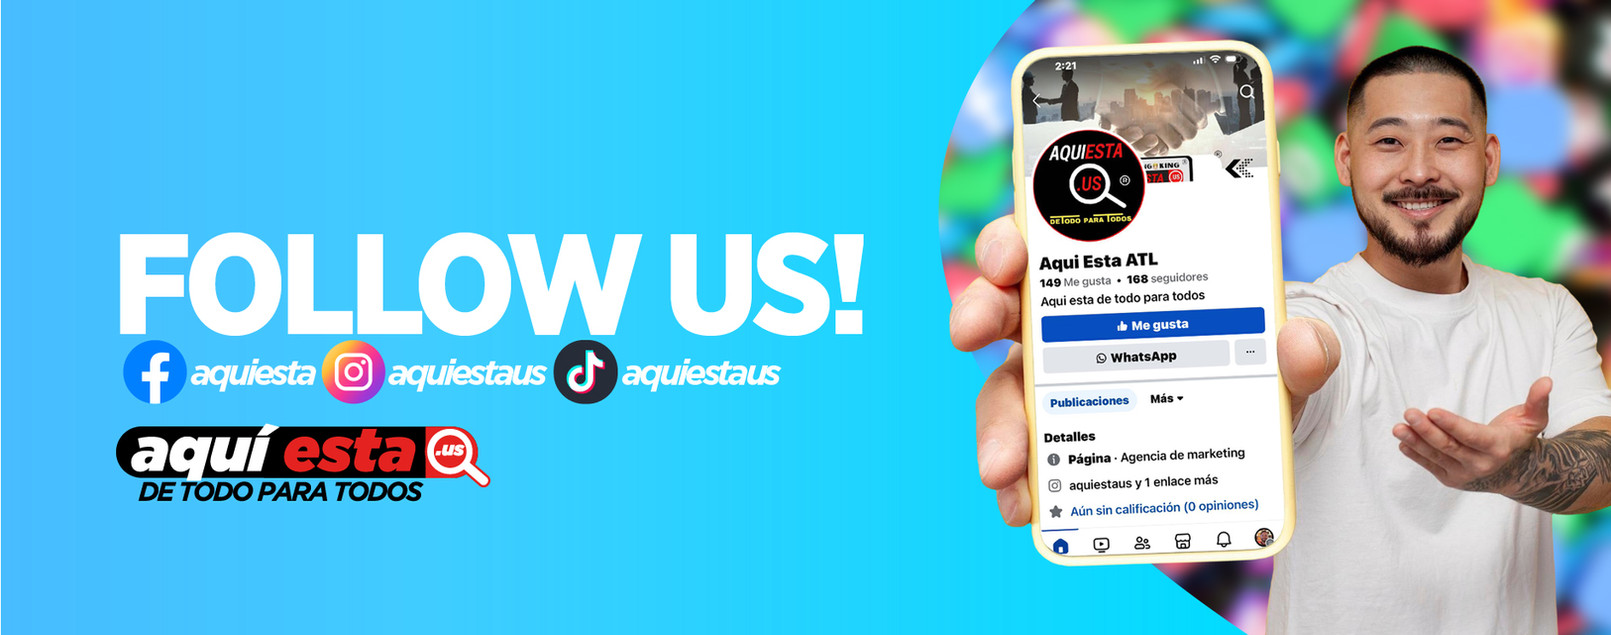 FOLLOW US!
aquiesta aquiestaus aquiestaus
aquí esta .us
DE TODO PARA TODOS
2:21
AQUIESTA
.US
®
DE TODO PARA TODOS
STA US
Aqui Esta ATL
149 Me gusta • 168 seguidores
Aqui esta de todo para todos
Me gusta
WhatsApp
...
Publicaciones Más
Detalles
Página · Agencia de marketing
aquiestaus y 1 enlace más
Aún sin calificación (0 opiniones)